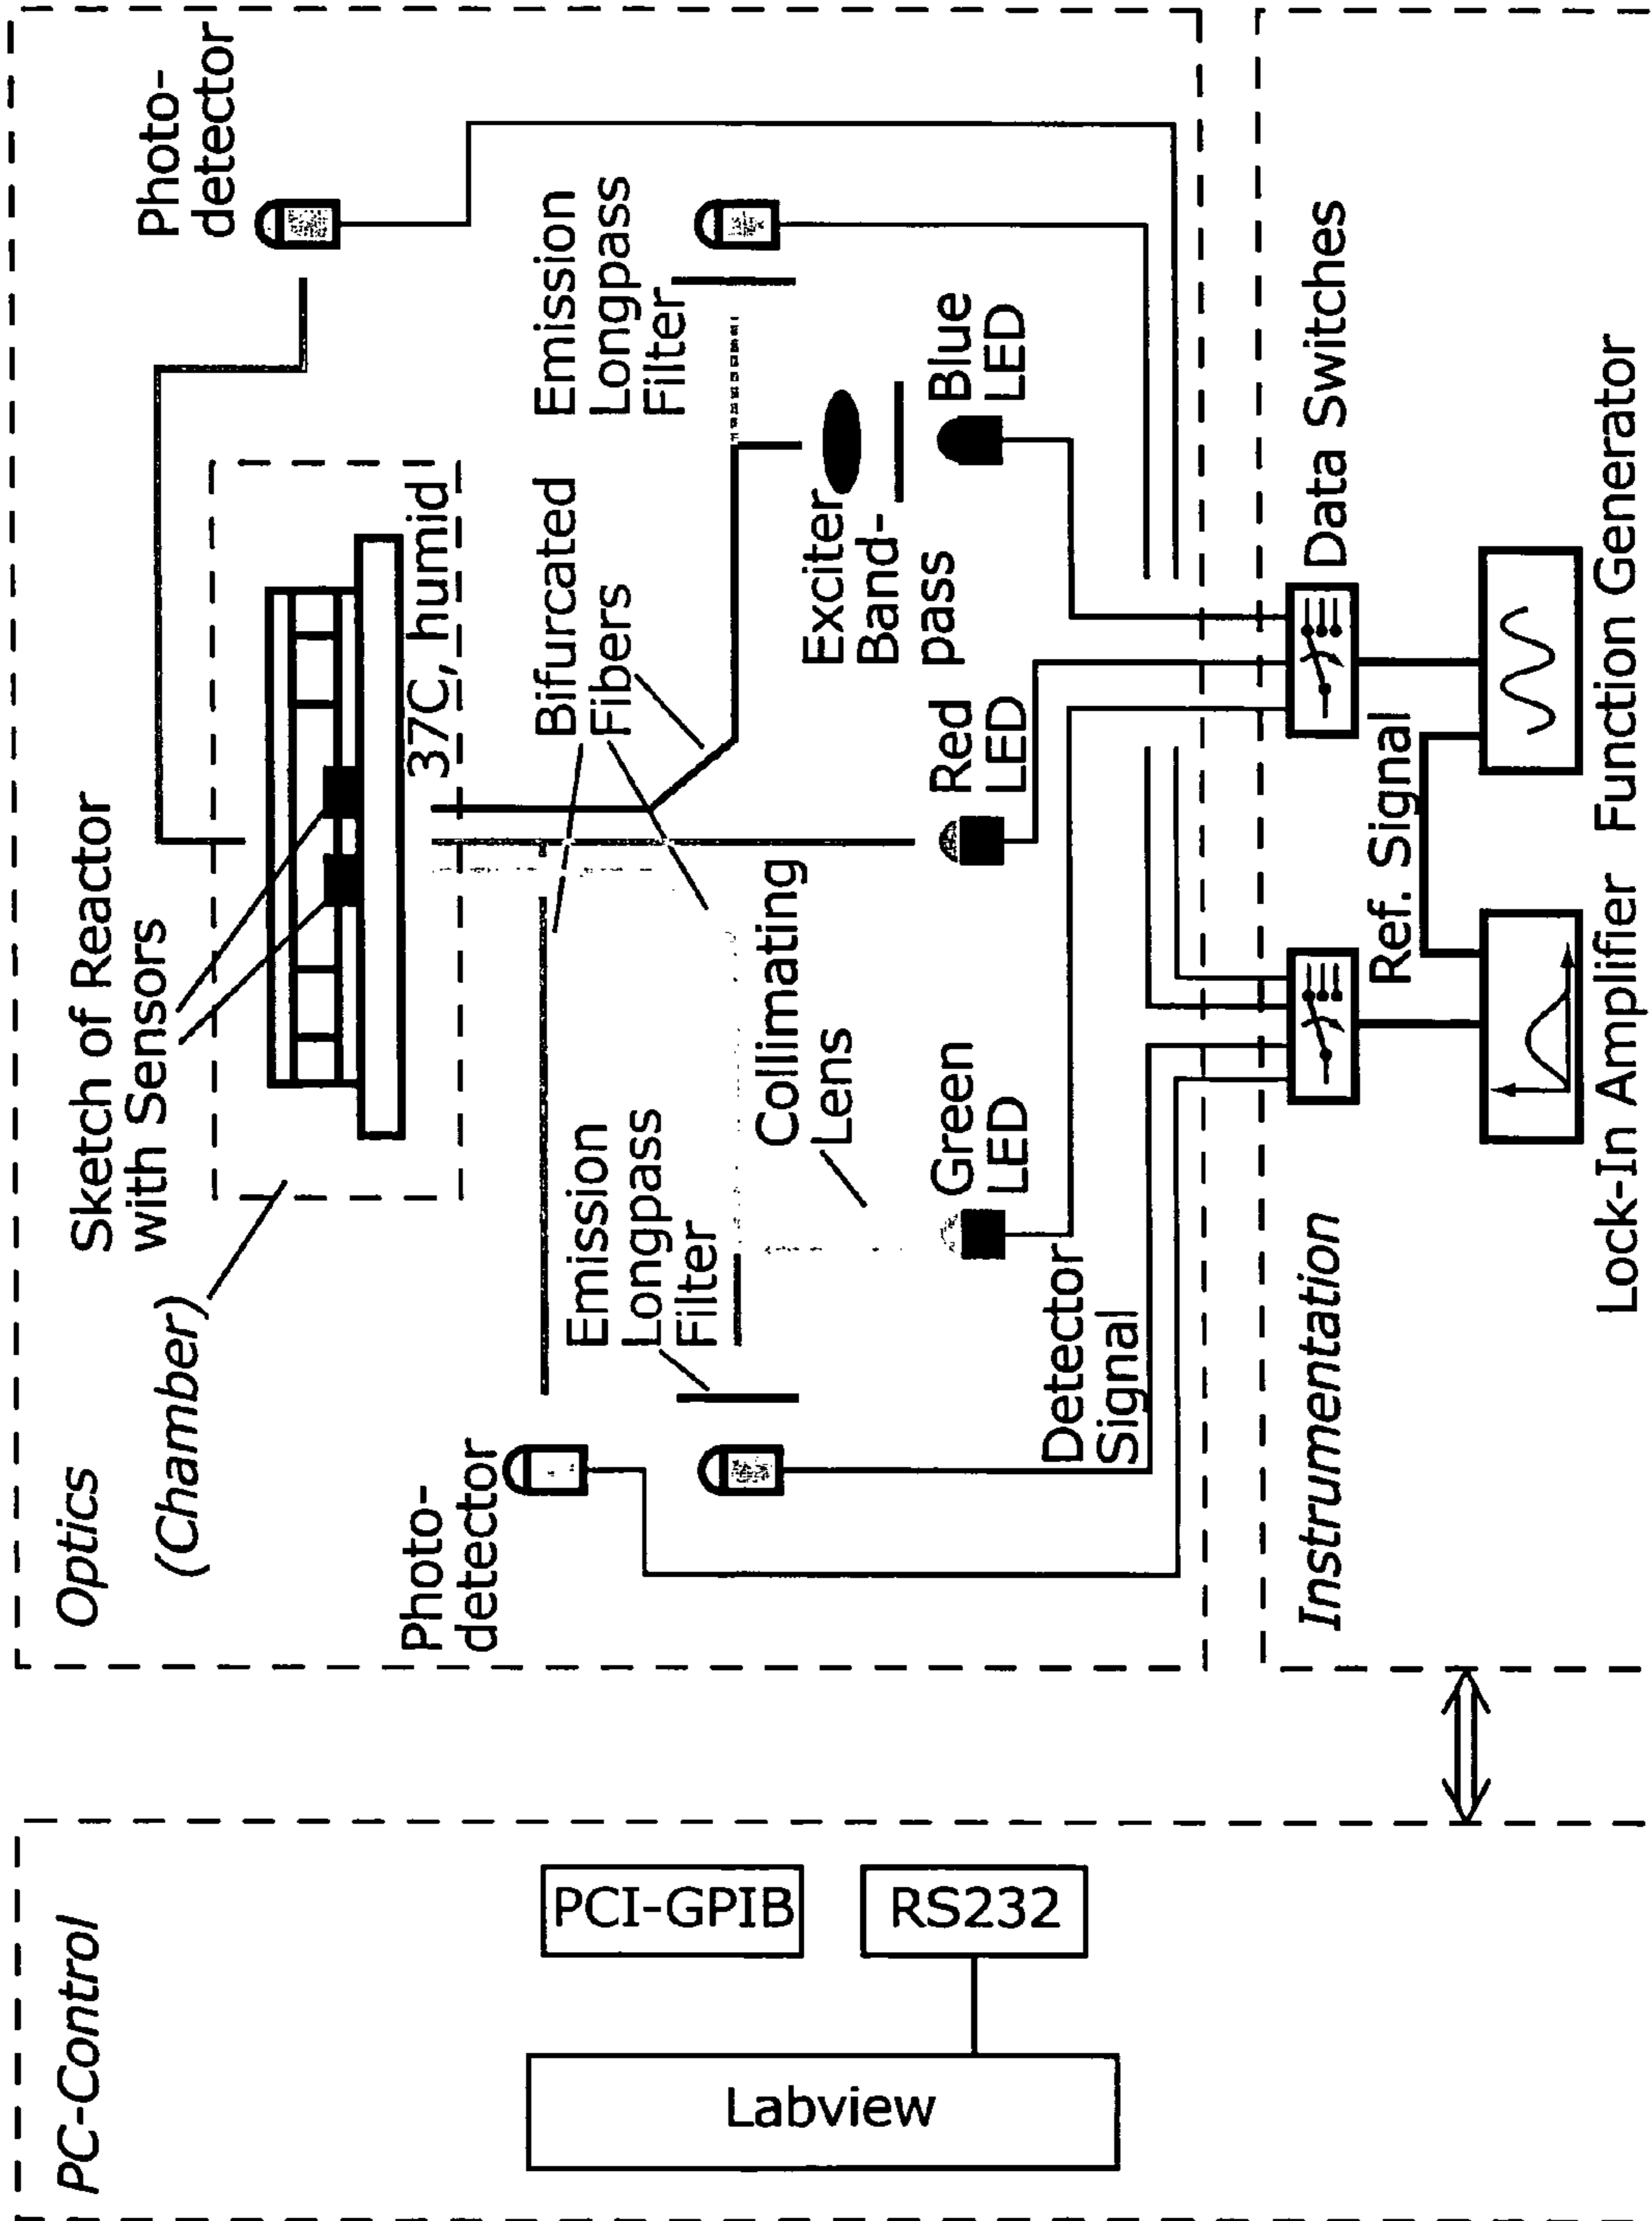 PC-Control
Labview
PCI-GPIB
RS232
Optics
(Chamber)
Sketch of Reactor
with Sensors
37C, humid
Photo-
detector
Photo-
detector
Bifurcated
Fibers
Emission
Longpass
Filter
Emission
Longpass
Filter
Collimating
Lens
Exciter
Band-
pass
Green
LED
Red
LED
Blue
LED
Detector
Signal
Instrumentation
Data Switches
Ref. Signal
Lock-In Amplifier
Function Generator